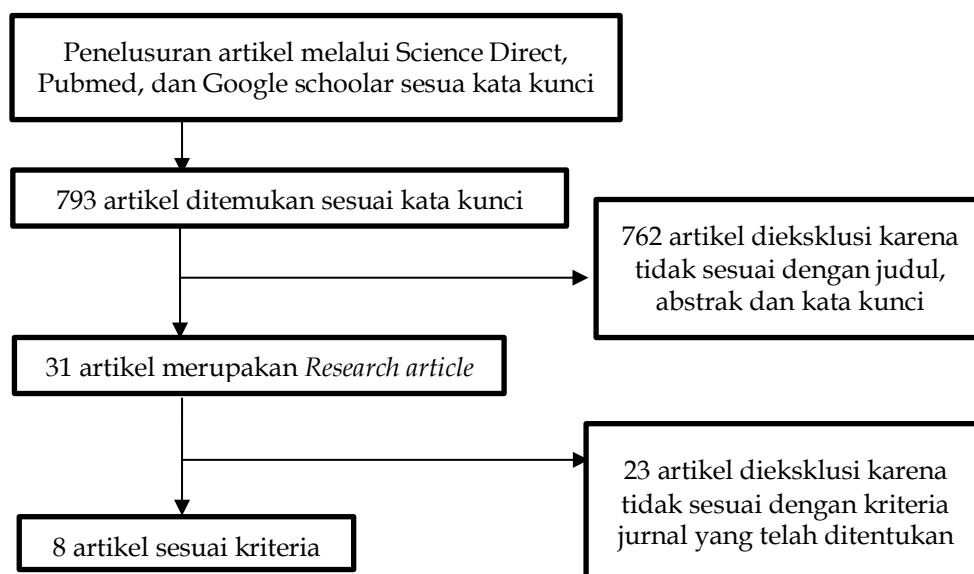 Penelusuran artikel melalui Science Direct,
Pubmed, dan Google schoolar sesua kata kunci
793 artikel ditemukan sesuai kata kunci
762 artikel dieksklusi karena
tidak sesuai dengan judul,
abstrak dan kata kunci
31 artikel merupakan Research article
23 artikel dieksklusi karena
tidak sesuai dengan kriteria
jurnal yang telah ditentukan
8 artikel sesuai kriteria